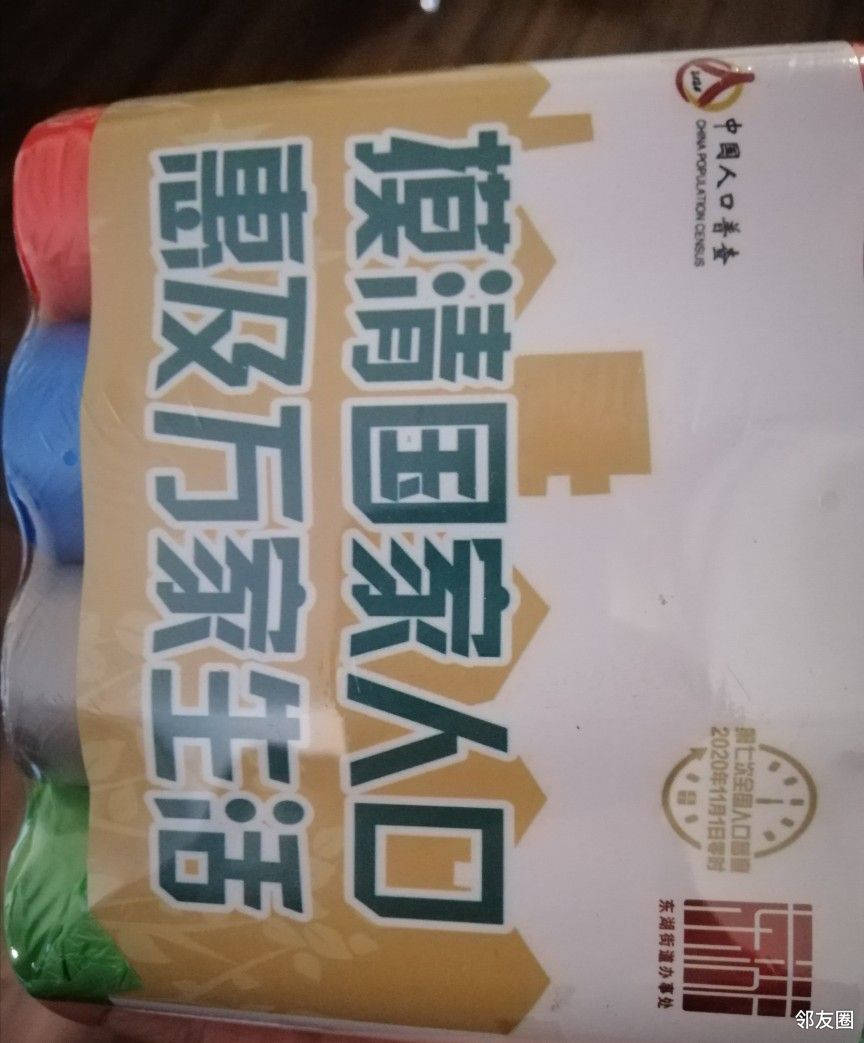 中国人口普查
CHINA POPULATION CENSUS
第七次全国人口普查
2020年11月1日零时
东湖街道办事处
摸清国家人口
惠及万家生活
邻友圈